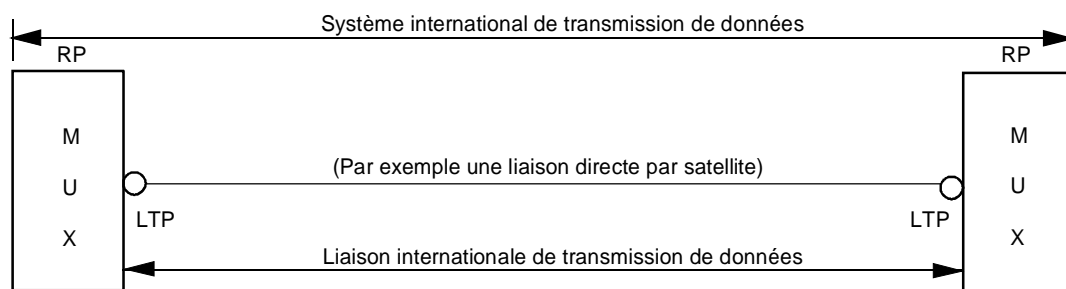 Système international de transmission de données
RP
RP
M
U
X
(Par exemple une liaison directe par satellite)
M
U
X
LTP
LTP
Liaison internationale de transmission de données